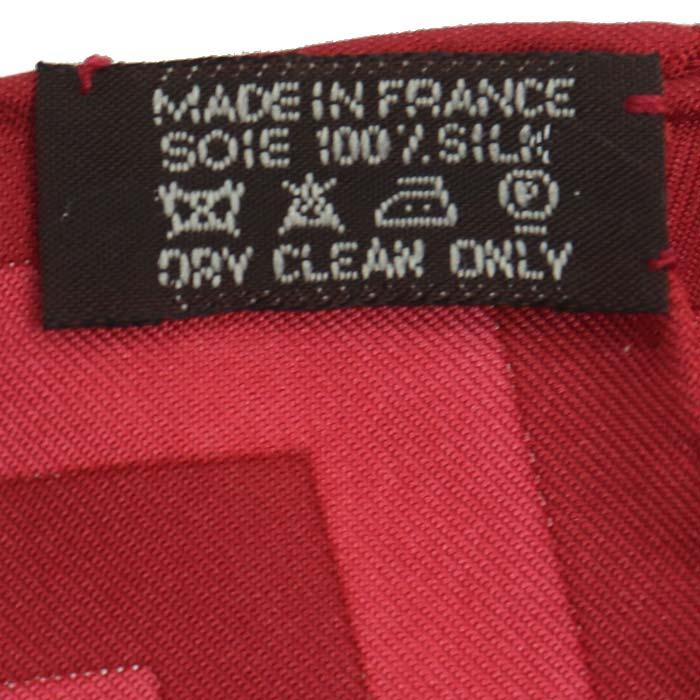 MADE IN FRANCE
SOIE 100% SILK
P
DRY CLEAN ONLY